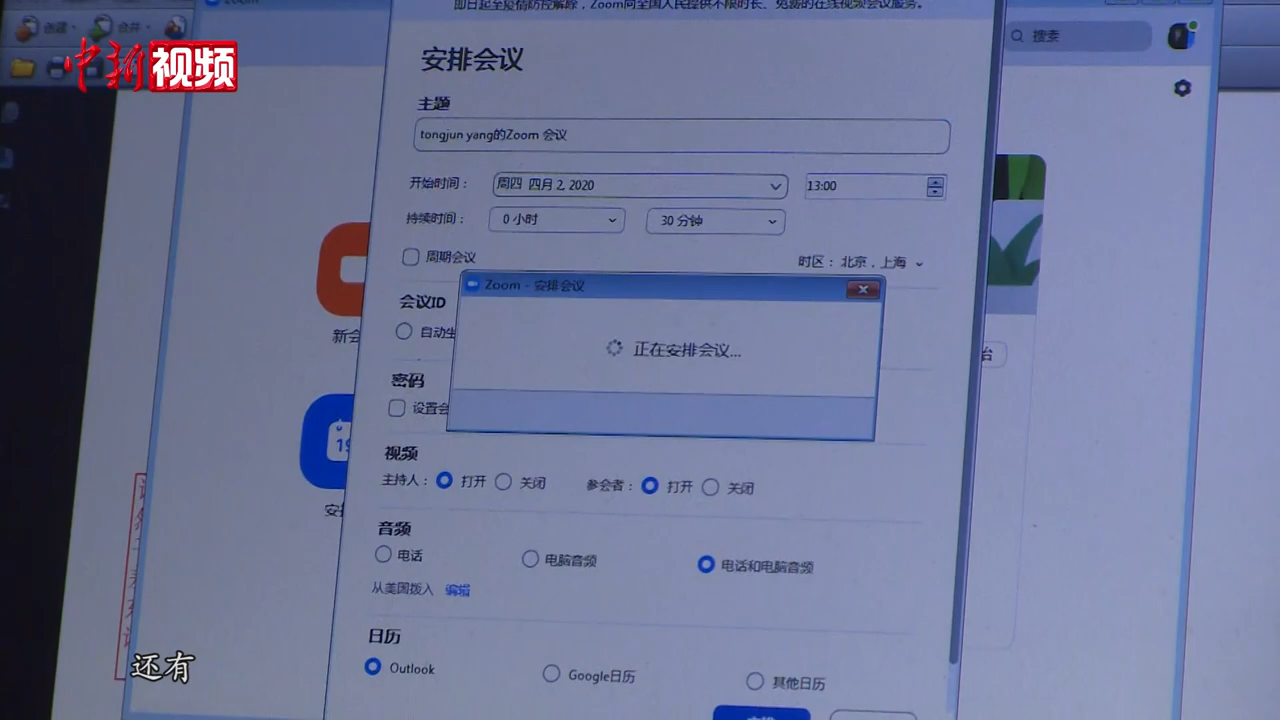 即日起至疫情防控解除，Zoom向全国人民提供不限时长、免费的在线视频会议服务。
创建
合并
中新视频
搜索
安排会议
主题
tongjun yang的Zoom 会议
开始时间：
周四 四月 2, 2020
13:00
持续时间：
0 小时
30 分钟
周期会议
时区： 北京，上海
Zoom - 安排会议
会议ID
自动生
新会
正在安排会议...
密码
设置会
19
视频
主持人： 打开 关闭
参会者： 打开 关闭
安排
音频
电话
电脑音频
电话和电脑音频
从美国拨入 编辑
日历
Outlook
Google日历
其他日历
还有